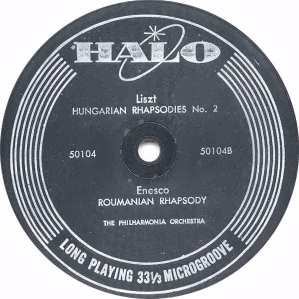 HALO
Liszt
HUNGARIAN RHAPSODIES No. 2
50104
50104B
Enesco
ROUMANIAN RHAPSODY
THE PHILHARMONIA ORCHESTRA
LONG PLAYING 33⅓ MICROGROOVE